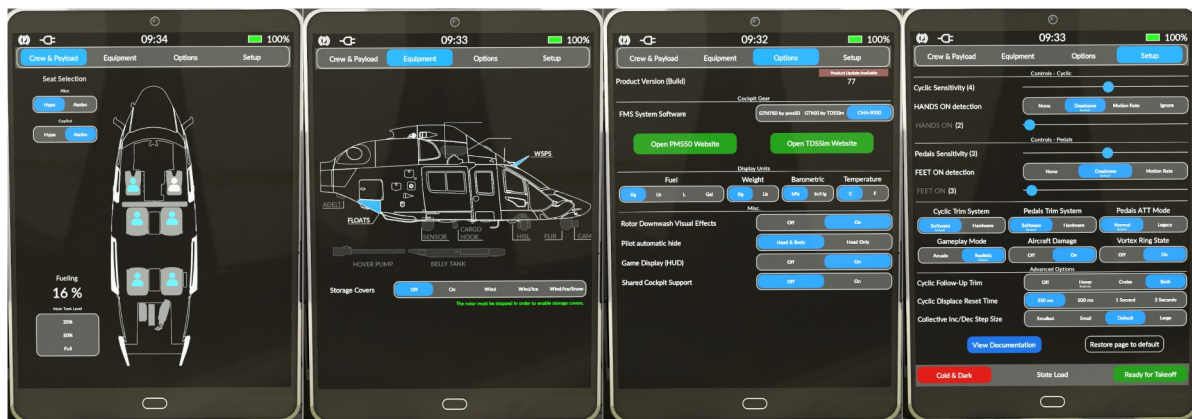 09:34
100%
Crew & Payload Equipment Options Setup
Seat Selection
Pilot
Hype Asobo
Copilot
Hype Asobo
Fueling
16 %
Main Tank Level
25%
50%
Full
09:33
100%
Crew & Payload Equipment Options Setup
WSPS
ADELT
FLOATS
SENSOR
CARGO
HOOK
HISL
FLIR
CAM
HOVER PUMP
BELLY TANK
Storage Covers Off On Wind Wind/Ice Wind/Ice/Snow
The rotor must be stopped in order to enable storage covers.
09:32
100%
Crew & Payload Equipment Options Setup
Product Update Available
Product Version (Build) 77
Cockpit Gear
FMS System Software GTN750 by pms50 GTNXi by TDSSim CMA-9000
Open PMS50 Website Open TDSSim Website
Display Units
Fuel Weight Barometric Temperature
Kg Lb L Gal Kg Lb hPa In/Hg C F
Misc.
Rotor Downwash Visual Effects Off On
Pilot automatic hide Head & Body Head Only
Game Display (HUD) Off On
Shared Cockpit Support Off On
09:33
100%
Crew & Payload Equipment Options Setup
Controls - Cyclic
Cyclic Sensitivity (4)
HANDS ON detection None Deadzone Motion Rate Ignore
Default
HANDS ON (2)
Controls - Pedals
Pedals Sensitivity (3)
FEET ON detection None Deadzone Motion Rate
Default
FEET ON (3)
Cyclic Trim System Pedals Trim System Pedals ATT Mode
Software Hardware Software Hardware Normal Legacy
Default Default Default
Gameplay Mode Aircraft Damage Vortex Ring State
Arcade Realistic Off On Off On
Default
Advanced Options
Cyclic Follow-Up Trim Off Hover Cruise Both
Cyclic Displace Reset Time 250 ms 500 ms 1 Second 2 Seconds
Collective Inc/Dec Step Size Smallest Small Default Large
View Documentation Restore page to default
Cold & Dark State Load Ready for Takeoff